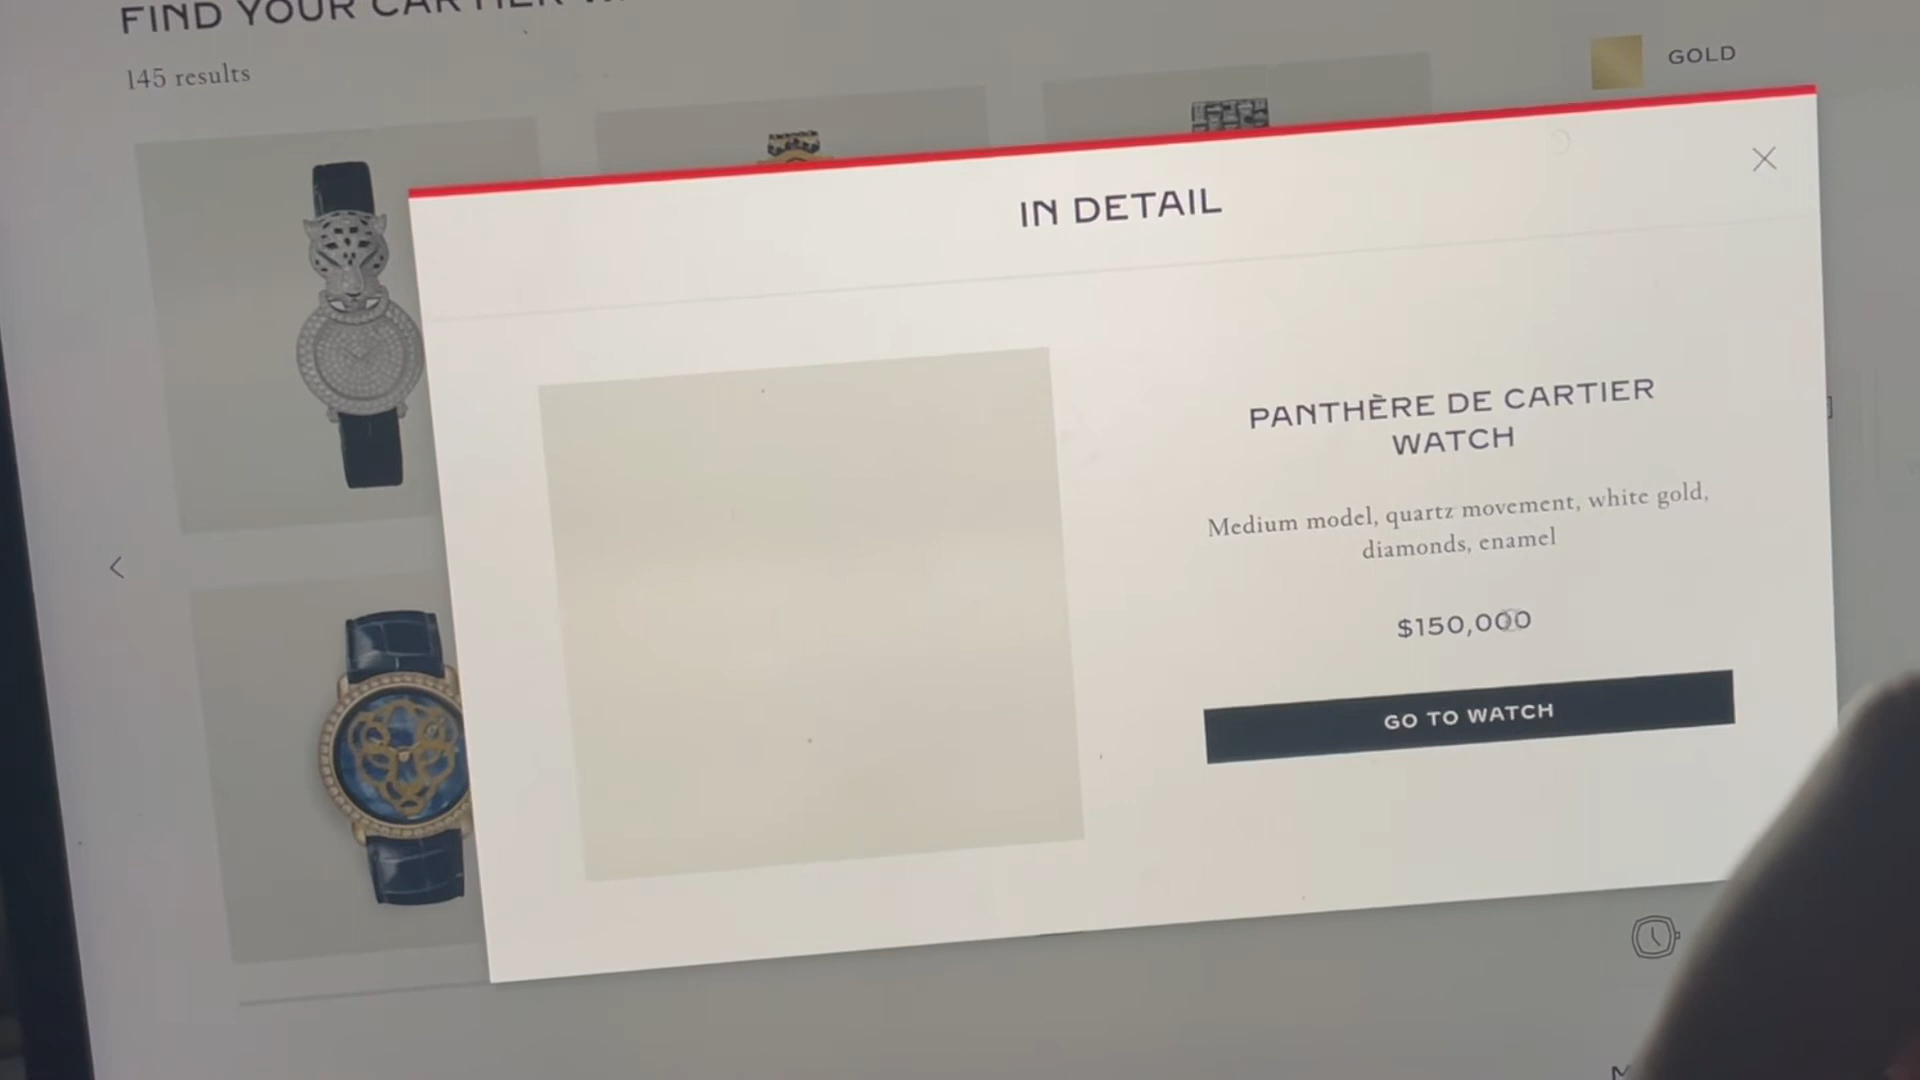 FIND YOUR CARTIER
145 results
GOLD
IN DETAIL
PANTHÈRE DE CARTIER
WATCH
Medium model, quartz movement, white gold,
diamonds, enamel
$150,000
GO TO WATCH